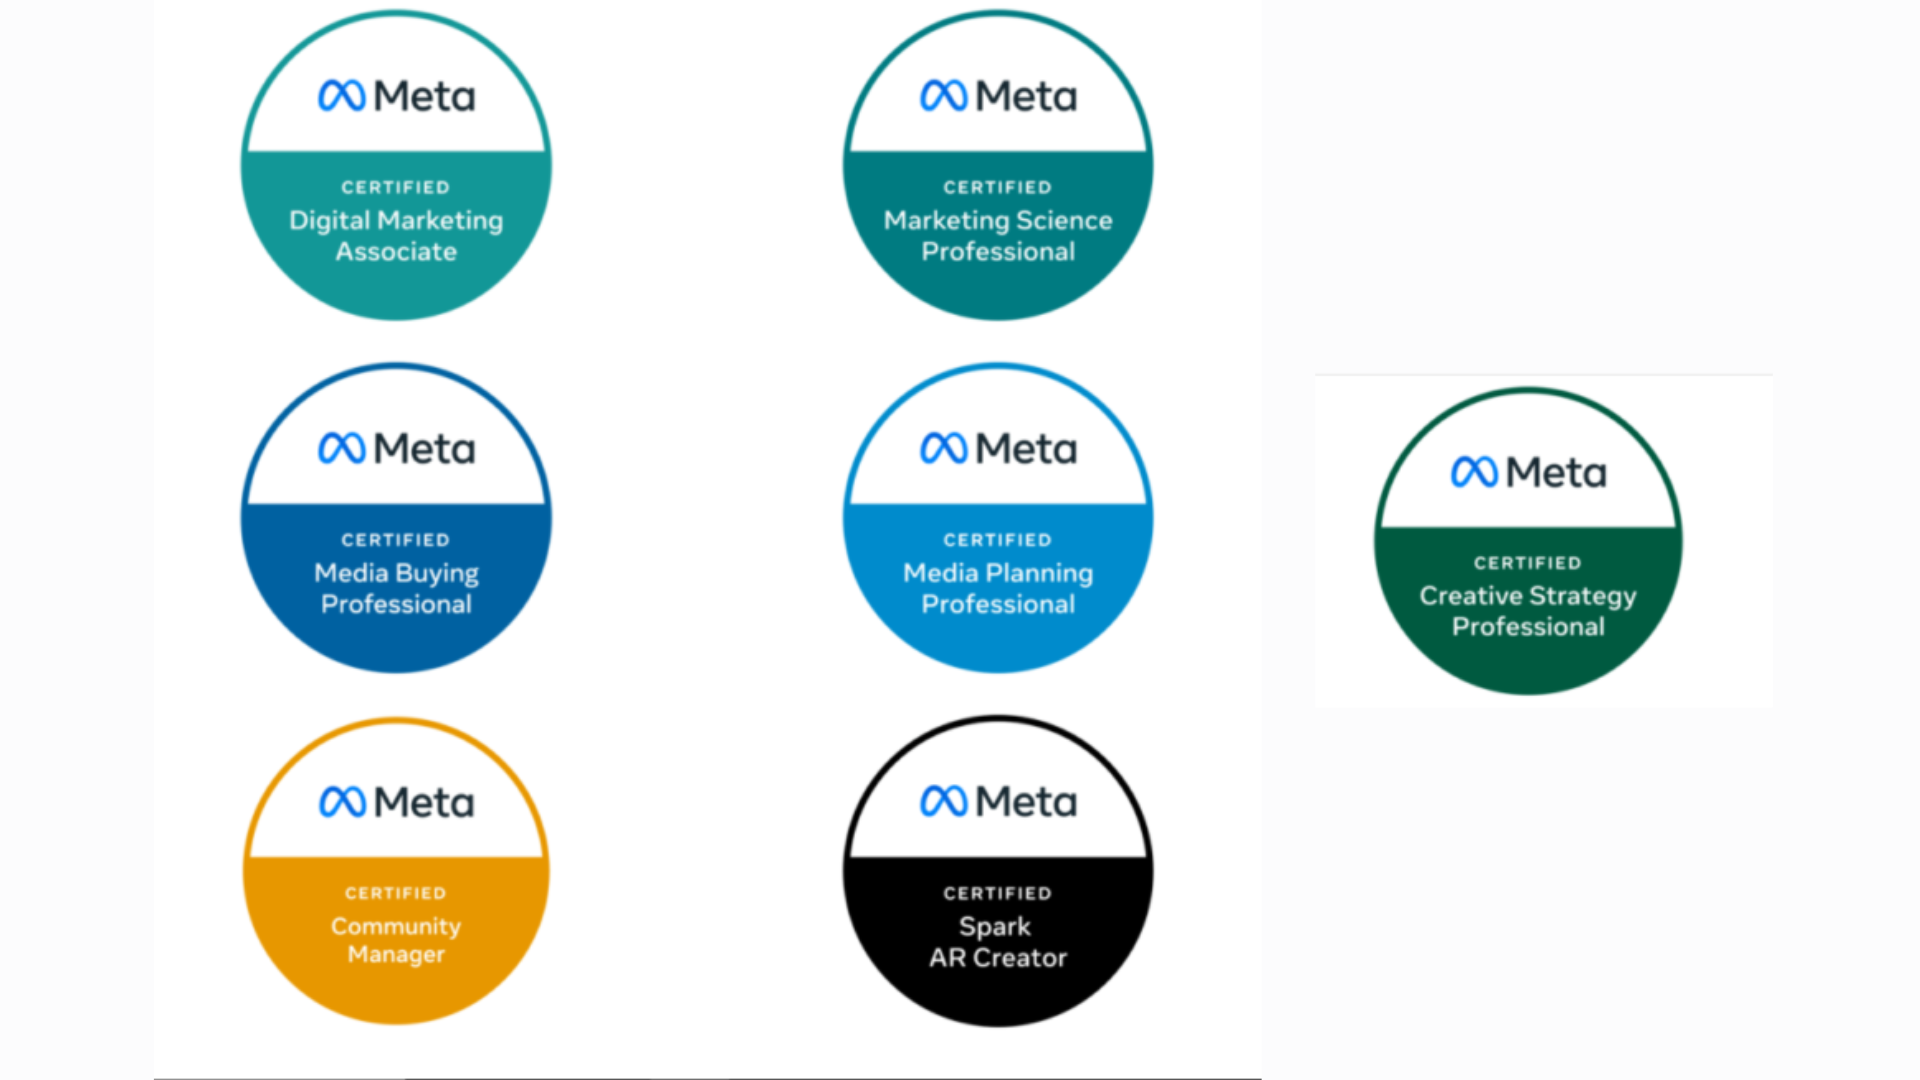 Meta
CERTIFIED
Digital Marketing
Associate
Meta
CERTIFIED
Marketing Science
Professional
Meta
CERTIFIED
Media Buying
Professional
Meta
CERTIFIED
Media Planning
Professional
Meta
CERTIFIED
Creative Strategy
Professional
Meta
CERTIFIED
Community
Manager
Meta
CERTIFIED
Spark
AR Creator